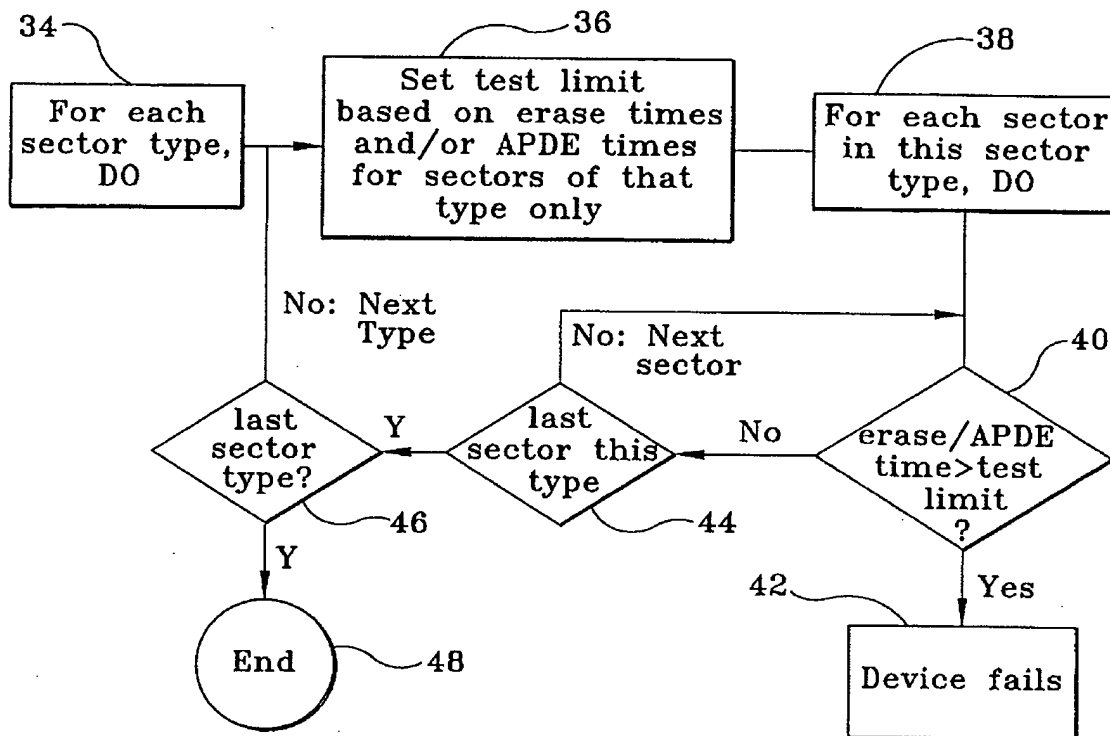 34
For each
sector type,
DO
36
Set test limit
based on erase times
and/or APDE times
for sectors of that
type only
38
For each sector
in this sector
type, DO
No: Next
Type
No: Next
sector
40
erase/APDE
time>test
limit
?
No
last
sector this
type
44
Y
last
sector
type?
46
Y
End
48
Yes
42
Device fails